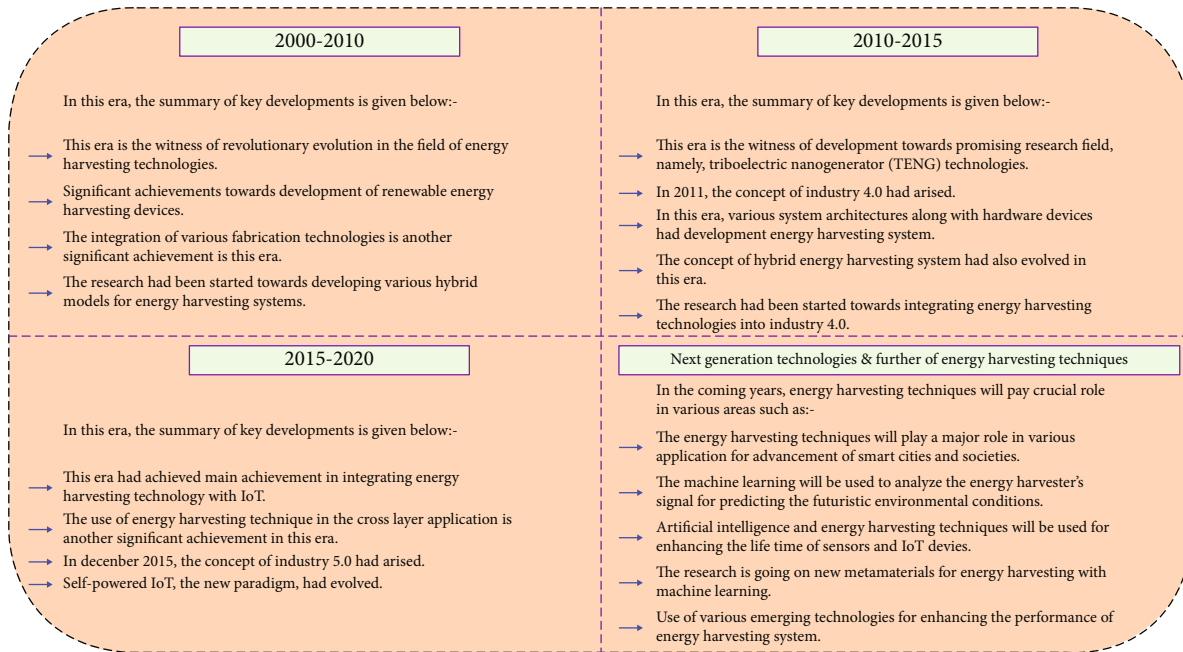 2000-2010
In this era, the summary of key developments is given below:-
This era is the witness of revolutionary evolution in the field of energy
harvesting technologies.
Significant achievements towards development of renewable energy
harvesting devices.
The integration of various fabrication technologies is another
significant achievement is this era.
The research had been started towards developing various hybrid
models for energy harvesting systems.
2010-2015
In this era, the summary of key developments is given below:-
This era is the witness of development towards promising research field,
namely, triboelectric nanogenerator (TENG) technologies.
In 2011, the concept of industry 4.0 had arised.
In this era, various system architectures along with hardware devices
had development energy harvesting system.
The concept of hybrid energy harvesting system had also evolved in
this era.
The research had been started towards integrating energy harvesting
technologies into industry 4.0.
2015-2020
In this era, the summary of key developments is given below:-
This era had achieved main achievement in integrating energy
harvesting technology with IoT.
The use of energy harvesting technique in the cross layer application is
another significant achievement in this era.
In decenber 2015, the concept of industry 5.0 had arised.
Self-powered IoT, the new paradigm, had evolved.
Next generation technologies & further of energy harvesting techniques
In the coming years, energy harvesting techniques will pay crucial role
in various areas such as:-
The energy harvesting techniques will play a major role in various
application for advancement of smart cities and societies.
The machine learning will be used to analyze the energy harvester's
signal for predicting the futuristic environmental conditions.
Artificial intelligence and energy harvesting techniques will be used for
enhancing the life time of sensors and IoT devies.
The research is going on new metamaterials for energy harvesting with
machine learning.
Use of various emerging technologies for enhancing the performance of
energy harvesting system.